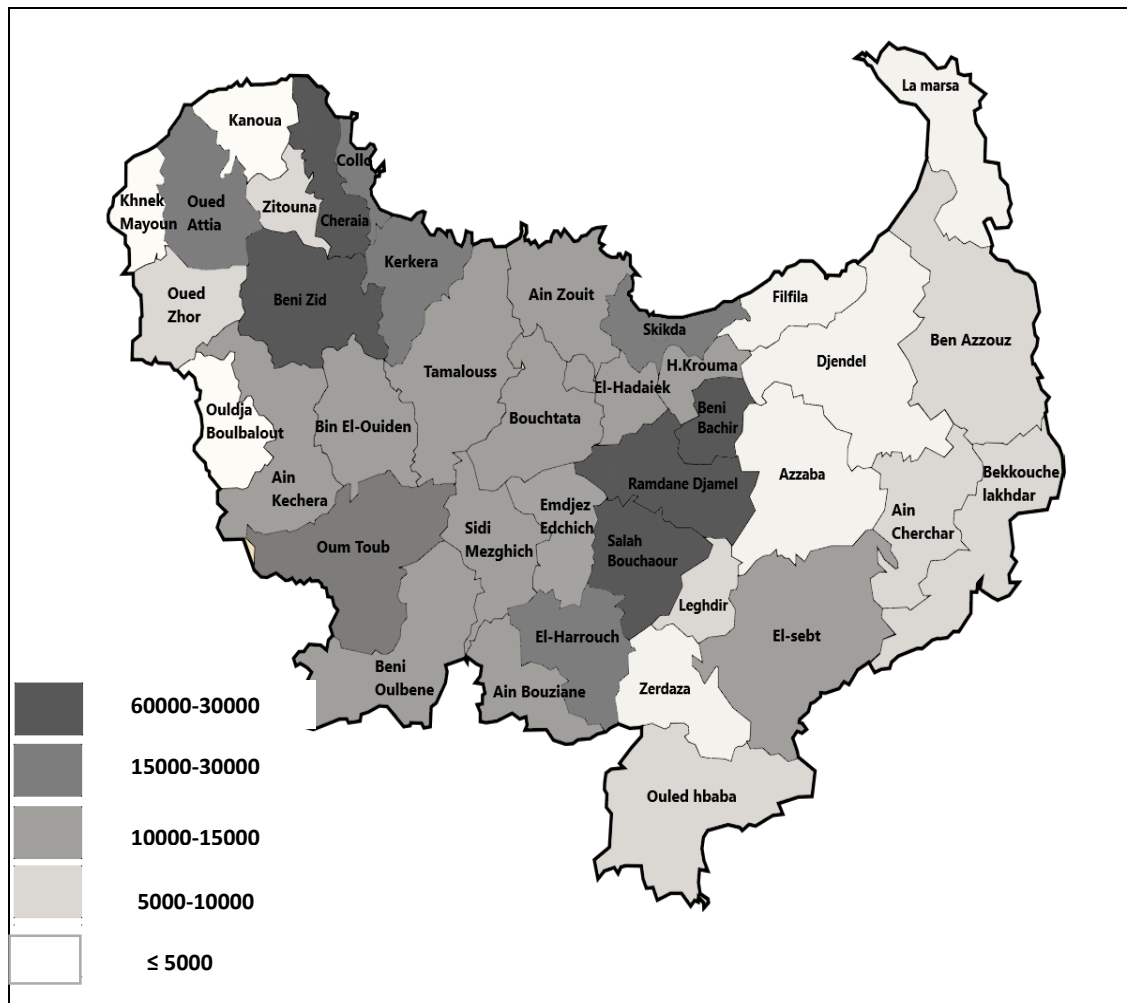 La marsa
Kanoua
Collo
Khnek
Mayoun
Oued
Attia
Zitouna
Cheraia
Kerkera
Oued
Zhor
Beni Zid
Ain Zouit
Filfila
Skikda
Ben Azzouz
Djendel
H.Krouma
Tamalouss
El-Hadaiek
Ouldja
Boulbalout
Bin El-Ouiden
Bouchtata
Beni
Bachir
Ain
Kechera
Ramdane Djamel
Azzaba
Bekkouche
lakhdar
Emdjez
Edchich
Ain
Cherchar
Sidi
Mezghich
Oum Toub
Salah
Bouchaour
Leghdir
El-Harrouch
El-sebt
Beni
Oulbene
Ain Bouziane
Zerdaza
Ouled hbaba
60000-30000
15000-30000
10000-15000
5000-10000
≤ 5000